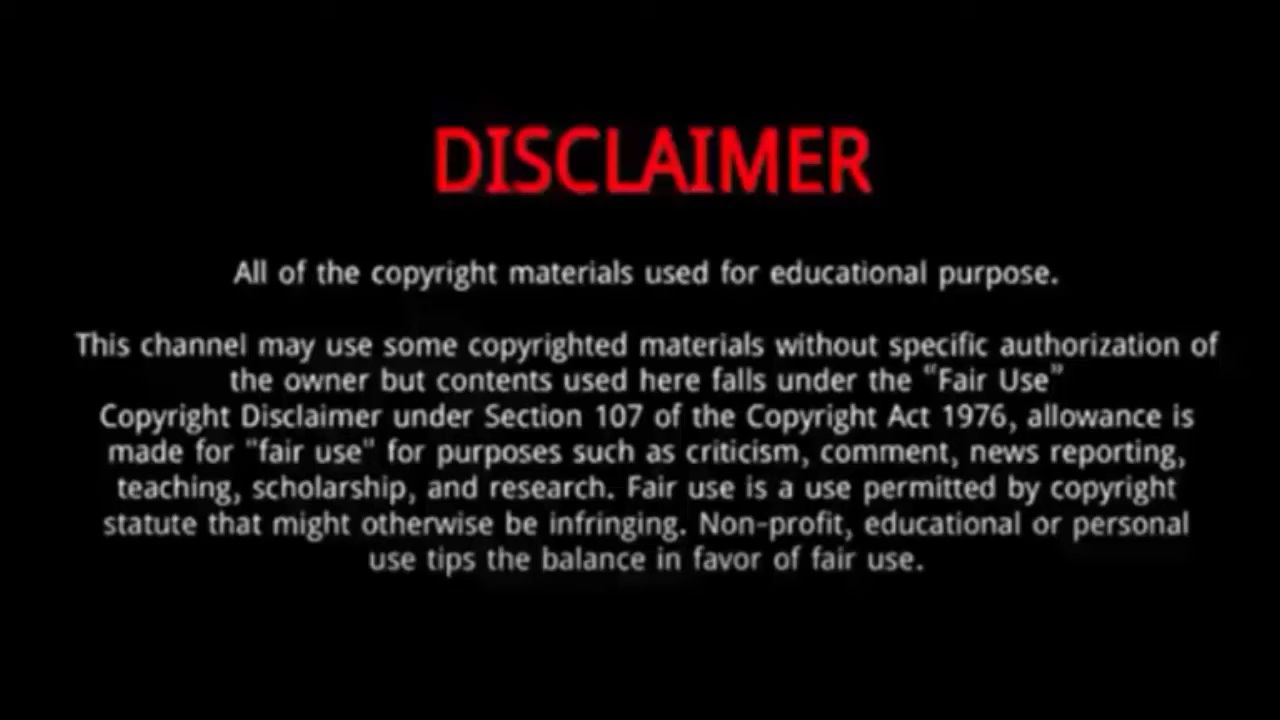 DISCLAIMER
All of the copyright materials used for educational purpose.
This channel may use some copyrighted materials without specific authorization of
the owner but contents used here falls under the “Fair Use”
Copyright Disclaimer under Section 107 of the Copyright Act 1976, allowance is
made for "fair use" for purposes such as criticism, comment, news reporting,
teaching, scholarship, and research. Fair use is a use permitted by copyright
statute that might otherwise be infringing. Non-profit, educational or personal
use tips the balance in favor of fair use.